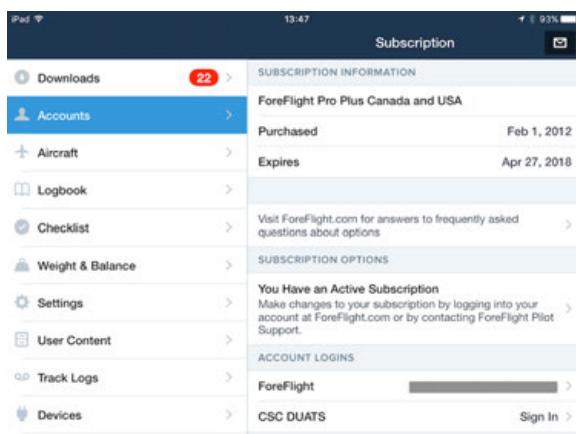 iPad 13:47 93%
Subscription
Downloads 22
Accounts
Aircraft
Logbook
Checklist
Weight & Balance
Settings
User Content
Track Logs
Devices
SUBSCRIPTION INFORMATION
ForeFlight Pro Plus Canada and USA
Purchased Feb 1, 2012
Expires Apr 27, 2018
Visit ForeFlight.com for answers to frequently asked
questions about options
SUBSCRIPTION OPTIONS
You Have an Active Subscription
Make changes to your subscription by logging into your
account at ForeFlight.com or by contacting ForeFlight Pilot
Support.
ACCOUNT LOGINS
ForeFlight
CSC DUATS Sign In